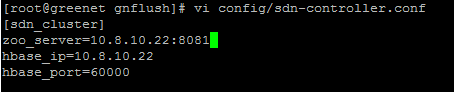 [root@greenet gnflush]# vi config/sdn-controller.conf
[sdn_cluster]
zoo_server=10.8.10.22:8081
hbase_ip=10.8.10.22
hbase_port=60000